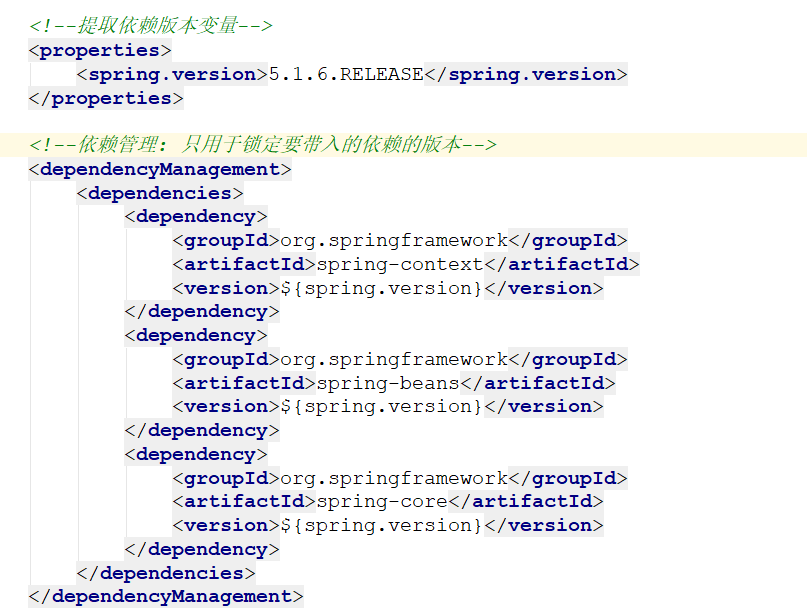 <!--提取依赖版本变量-->
<properties>
<spring.version>5.1.6.RELEASE</spring.version>
</properties>
<!--依赖管理: 只用于锁定要带入的依赖的版本-->
<dependencyManagement>
<dependencies>
<dependency>
<groupId>org.springframework</groupId>
<artifactId>spring-context</artifactId>
<version>${spring.version}</version>
</dependency>
<dependency>
<groupId>org.springframework</groupId>
<artifactId>spring-beans</artifactId>
<version>${spring.version}</version>
</dependency>
<dependency>
<groupId>org.springframework</groupId>
<artifactId>spring-core</artifactId>
<version>${spring.version}</version>
</dependency>
</dependencies>
</dependencyManagement>